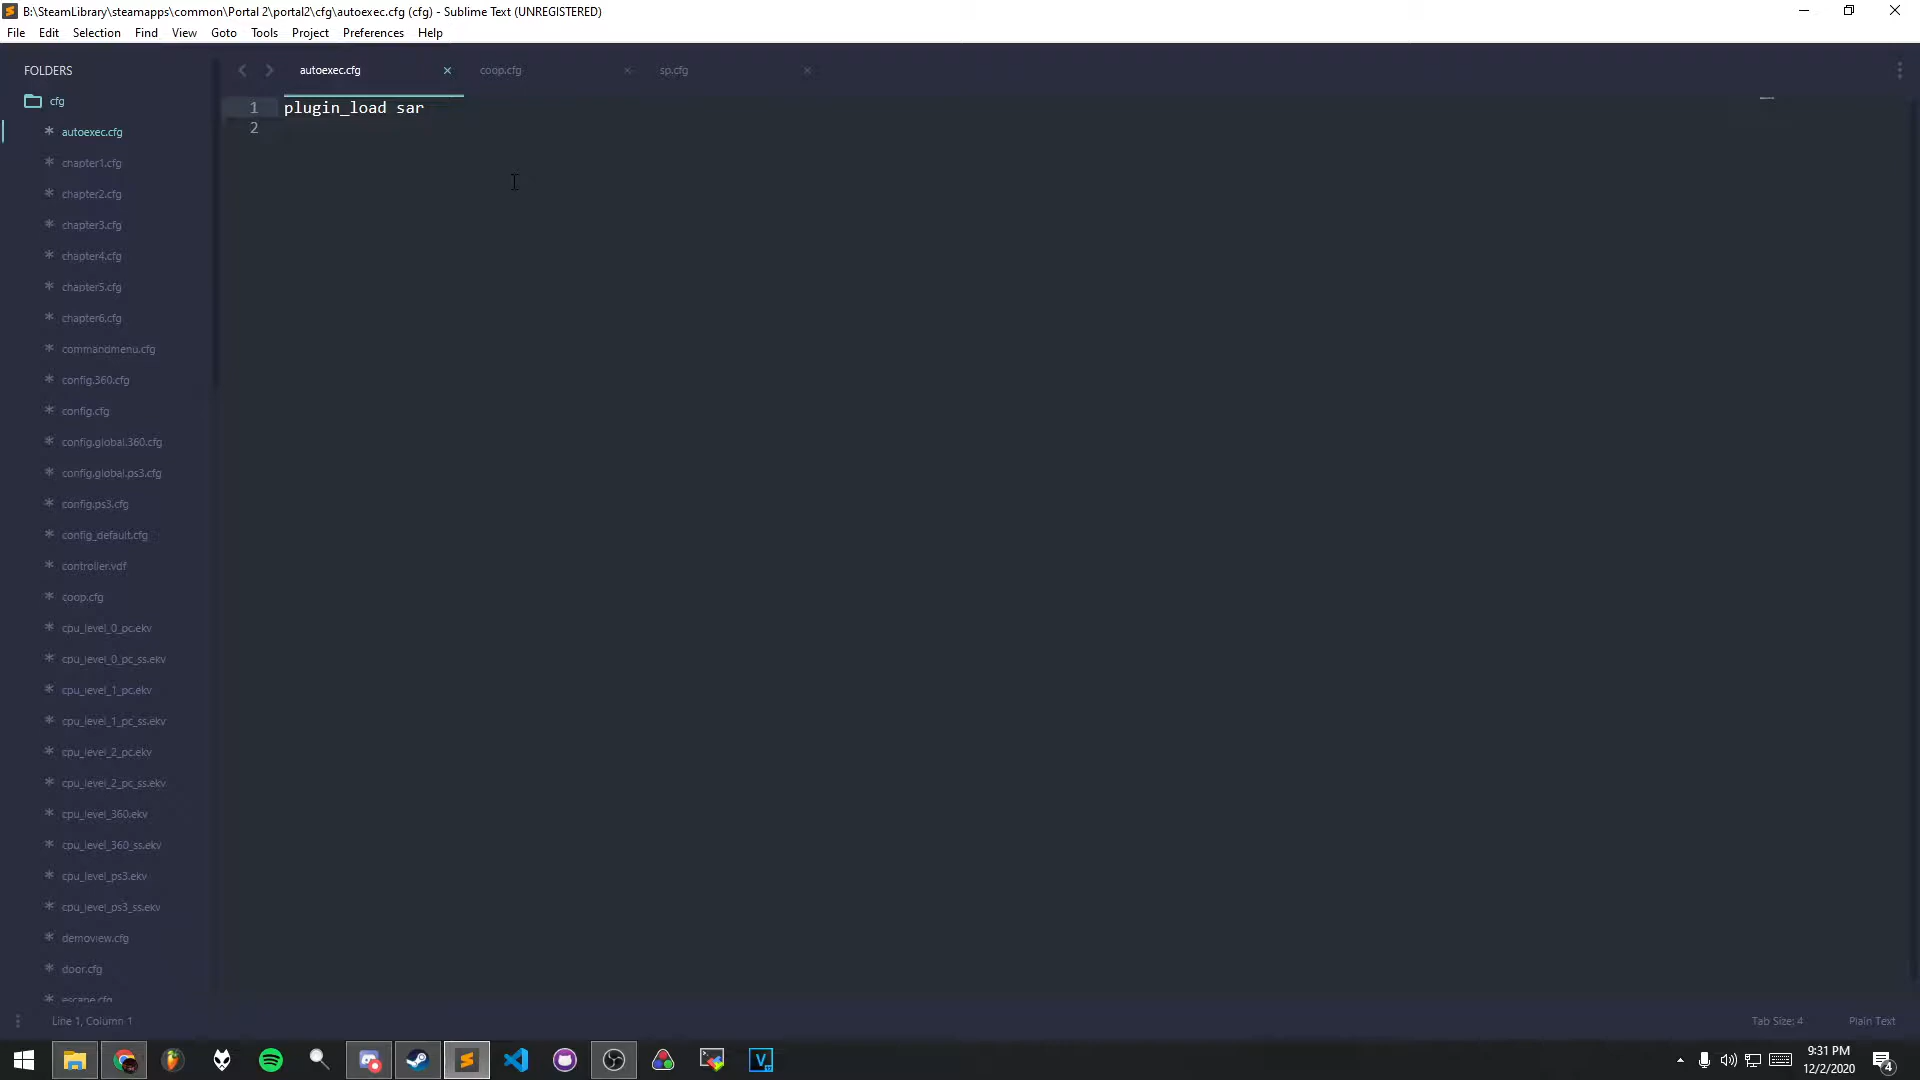 B:\SteamLibrary\steamapps\common\Portal 2\portal2\cfg\autoexec.cfg (cfg) - Sublime Text (UNREGISTERED)
File Edit Selection Find View Goto Tools Project Preferences Help
FOLDERS
autoexec.cfg
coop.cfg
sp.cfg
cfg
autoexec.cfg
chapter1.cfg
chapter2.cfg
chapter3.cfg
chapter4.cfg
chapter5.cfg
chapter6.cfg
commandmenu.cfg
config.360.cfg
config.cfg
config.global.360.cfg
config.global.ps3.cfg
config.ps3.cfg
config_default.cfg
controller.vdf
coop.cfg
cpu_level_0_pc.ekv
cpu_level_0_pc_ss.ekv
cpu_level_1_pc.ekv
cpu_level_1_pc_ss.ekv
cpu_level_2_pc.ekv
cpu_level_2_pc_ss.ekv
cpu_level_360.ekv
cpu_level_360_ss.ekv
cpu_level_ps3.ekv
cpu_level_ps3_ss.ekv
demoview.cfg
door.cfg
escape.cfg
1 plugin_load sar
2
Line 1, Column 1
Tab Size: 4
Plain Text
9:31 PM
12/2/2020
4